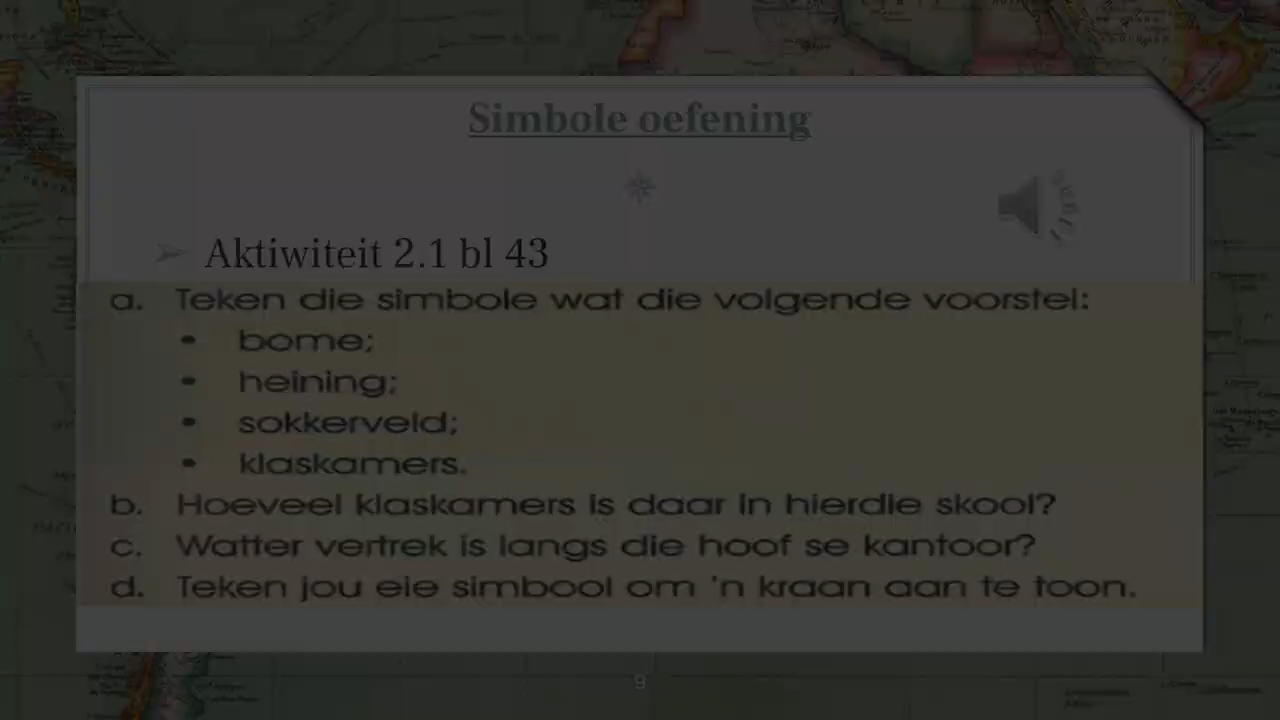 Simbole oefening
Aktiwiteit 2.1 bl 43
a. Teken die simbole wat die volgende voorstel:
• bome;
• heining;
• sokkerveld;
• klaskamers.
b. Hoeveel klaskamers is daar in hierdie skool?
c. Watter vertrek is langs die hoof se kantoor?
d. Teken jou eie simbool om 'n kraan aan te toon.
9